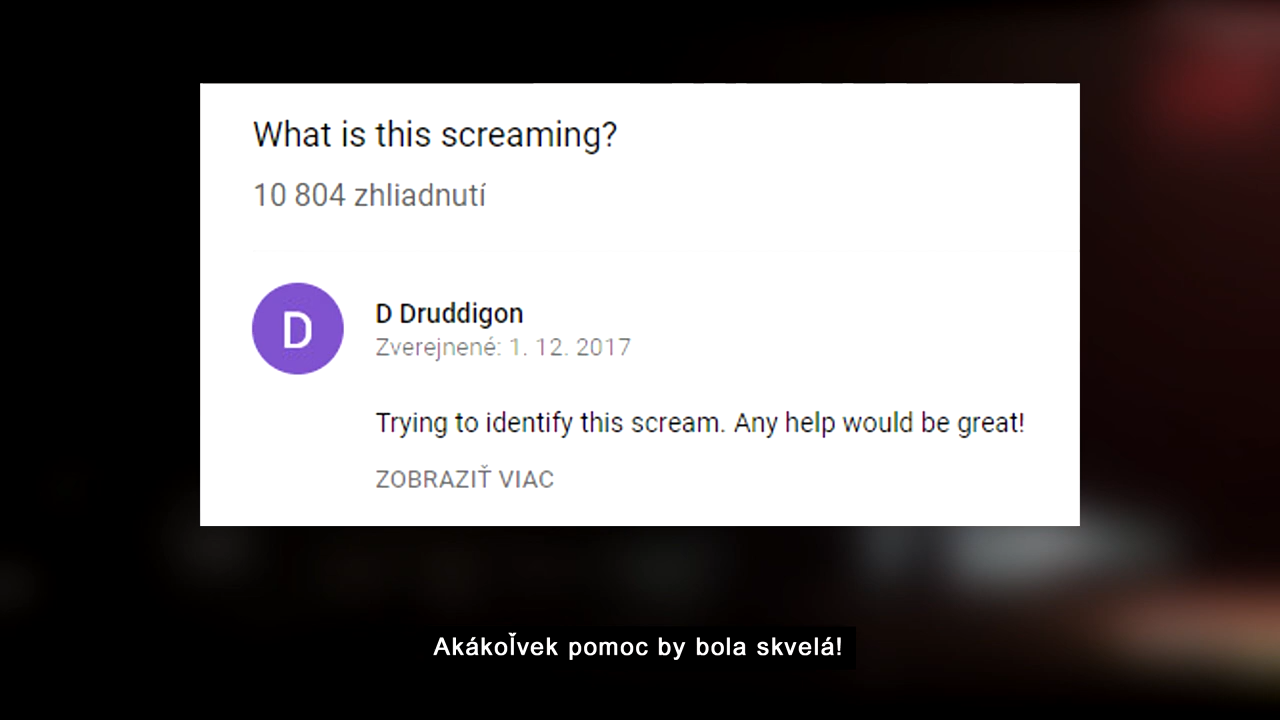 What is this screaming?
10 804 zhliadnutí
D
D Druddigon
Zverejnené: 1. 12. 2017
Trying to identify this scream. Any help would be great!
ZOBRAZIŤ VIAC
Akákoľvek pomoc by bola skvelá!